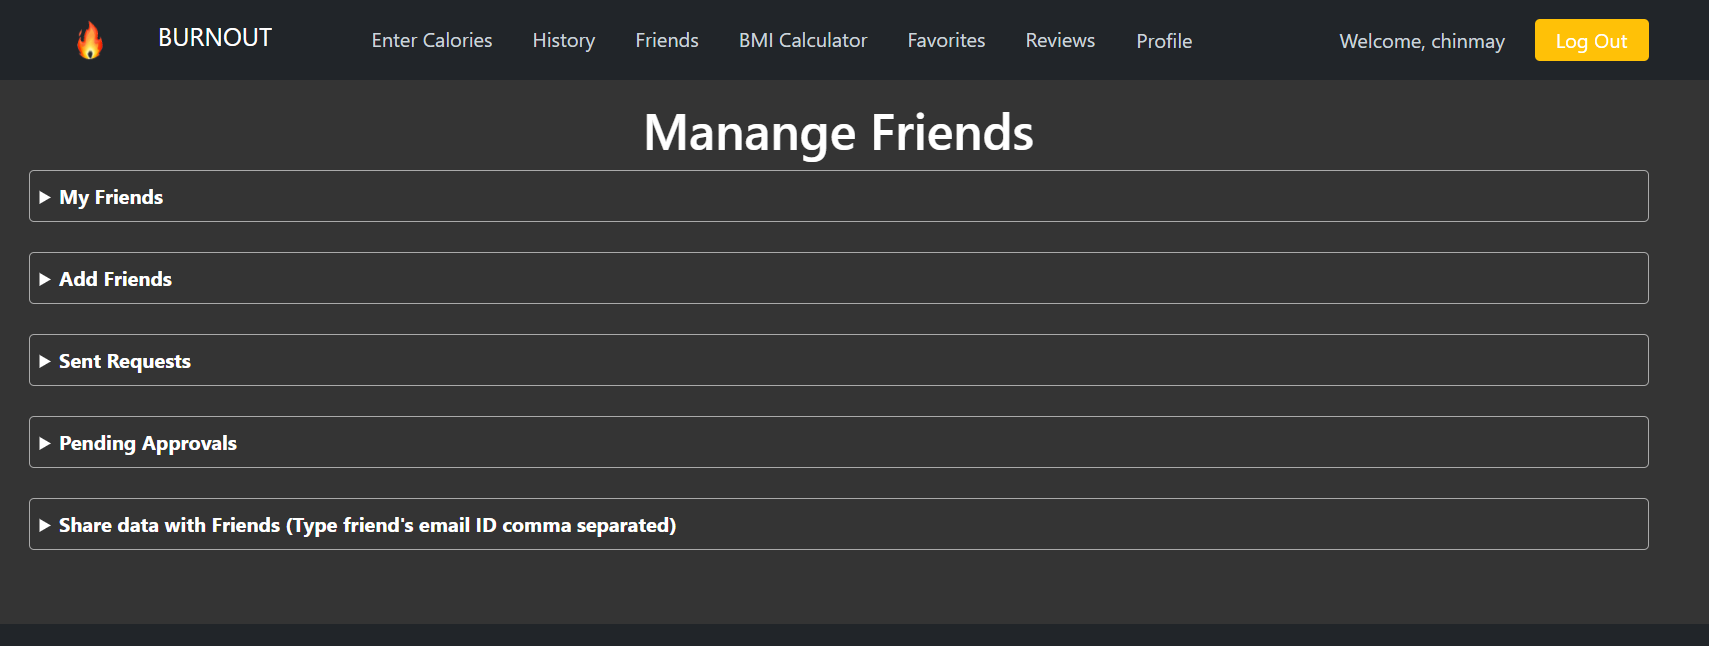 BURNOUT Enter Calories History Friends BMI Calculator Favorites Reviews Profile Welcome, chinmay Log Out
Manange Friends
My Friends
Add Friends
Sent Requests
Pending Approvals
Share data with Friends (Type friend's email ID comma separated)